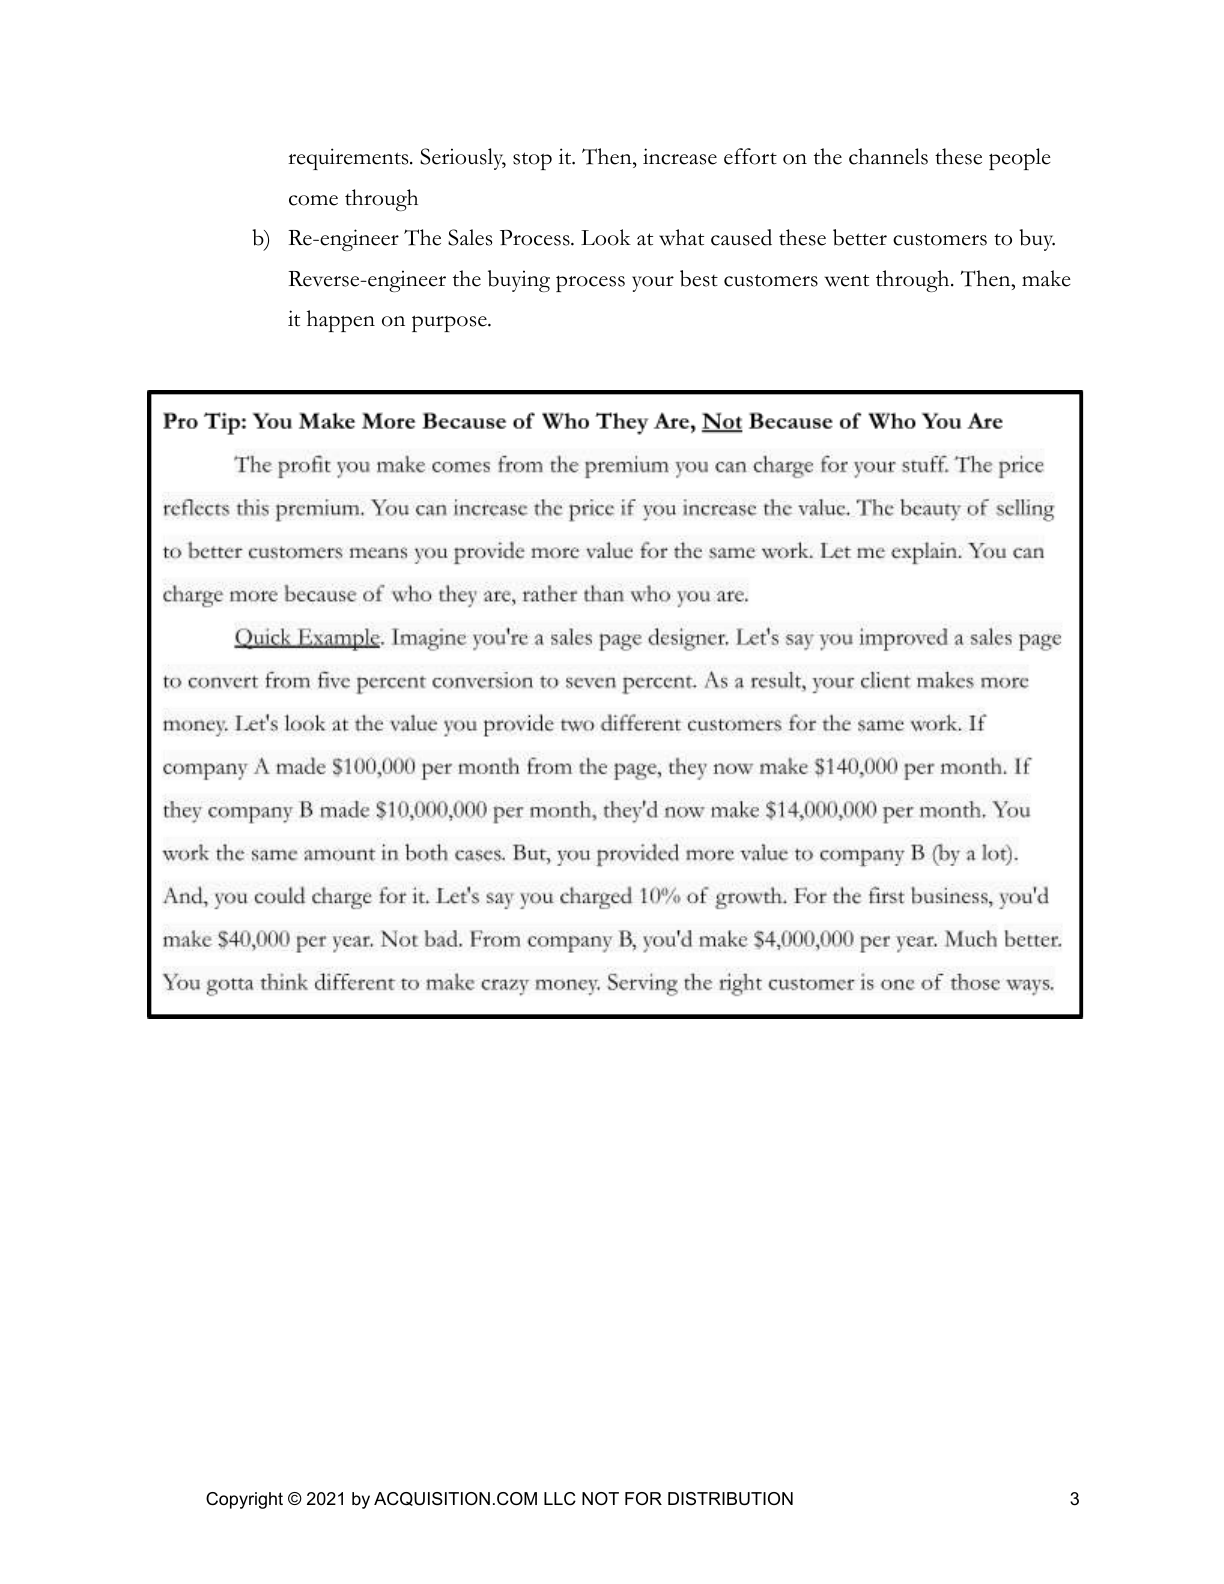 requirements. Seriously, stop it. Then, increase effort on the channels these people
come through
b) Re-engineer The Sales Process. Look at what caused these better customers to buy.
Reverse-engineer the buying process your best customers went through. Then, make
it happen on purpose.
Pro Tip: You Make More Because of Who They Are, Not Because of Who You Are
The profit you make comes from the premium you can charge for your stuff. The price
reflects this premium. You can increase the price if you increase the value. The beauty of selling
to better customers means you provide more value for the same work. Let me explain. You can
charge more because of who they are, rather than who you are.
Quick Example. Imagine you're a sales page designer. Let's say you improved a sales page
to convert from five percent conversion to seven percent. As a result, your client makes more
money. Let's look at the value you provide two different customers for the same work. If
company A made $100,000 per month from the page, they now make $140,000 per month. If
they company B made $10,000,000 per month, they'd now make $14,000,000 per month. You
work the same amount in both cases. But, you provided more value to company B (by a lot).
And, you could charge for it. Let's say you charged 10% of growth. For the first business, you'd
make $40,000 per year. Not bad. From company B, you'd make $4,000,000 per year. Much better.
You gotta think different to make crazy money. Serving the right customer is one of those ways.
Copyright © 2021 by ACQUISITION.COM LLC NOT FOR DISTRIBUTION 3